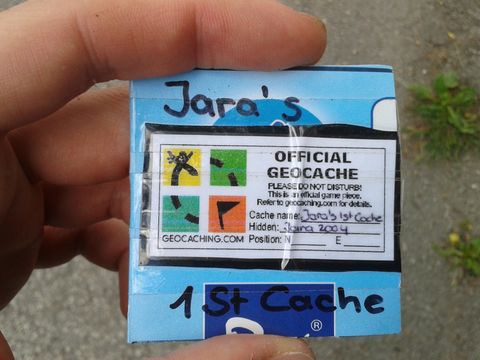 Jara's
OFFICIAL
GEOCACHE
PLEASE DO NOT DISTURB!
This is an official game piece.
Refer to geocaching.com for details.
Cache name: Jara's 1st Cache
Hidden: Jara 2004
GEOCACHING.COM Position: N E
1 St Cache
®